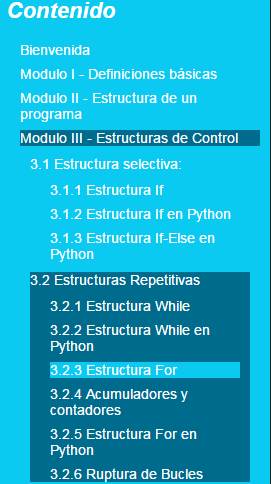 Contenido
Bienvenida
Modulo I - Definiciones básicas
Modulo II - Estructura de un
programa
Modulo III - Estructuras de Control
3.1 Estructura selectiva:
3.1.1 Estructura If
3.1.2 Estructura If en Python
3.1.3 Estructura If-Else en
Python
3.2 Estructuras Repetitivas
3.2.1 Estructura While
3.2.2 Estructura While en
Python
3.2.3 Estructura For
3.2.4 Acumuladores y
contadores
3.2.5 Estructura For en
Python
3.2.6 Ruptura de Bucles